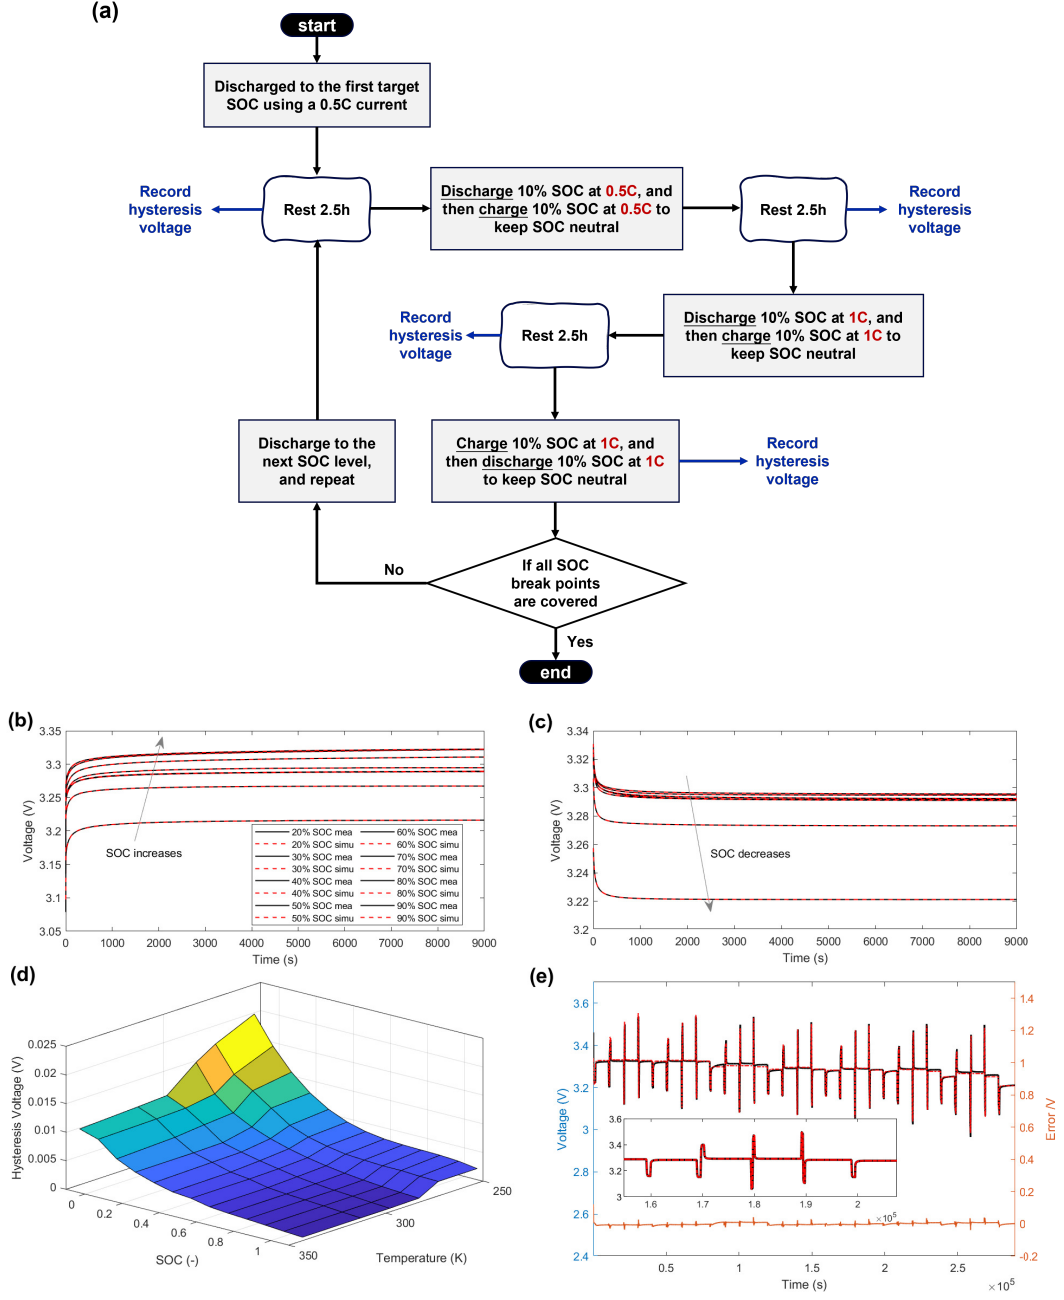 (a)
start
Discharged to the first target
SOC using a 0.5C current
Record
hysteresis
voltage
Rest 2.5h
Discharge 10% SOC at 0.5C, and
then charge 10% SOC at 0.5C to
keep SOC neutral
Rest 2.5h
Record
hysteresis
voltage
Record
hysteresis
voltage
Rest 2.5h
Discharge 10% SOC at 1C, and
then charge 10% SOC at 1C to
keep SOC neutral
Discharge to the
next SOC level,
and repeat
Charge 10% SOC at 1C, and
then discharge 10% SOC at 1C
to keep SOC neutral
Record
hysteresis
voltage
No
If all SOC
break points
are covered
Yes
end
(b)
3.35
3.3
3.25
3.2
3.15
3.1
3.05
Voltage (V)
SOC increases
20% SOC mea
20% SOC simu
30% SOC mea
30% SOC simu
40% SOC mea
40% SOC simu
50% SOC mea
50% SOC simu
60% SOC mea
60% SOC simu
70% SOC mea
70% SOC simu
80% SOC mea
80% SOC simu
90% SOC mea
90% SOC simu
0 1000 2000 3000 4000 5000 6000 7000 8000 9000
Time (s)
(c)
3.34
3.32
3.3
3.28
3.26
3.24
3.22
3.2
Voltage (V)
SOC decreases
0 1000 2000 3000 4000 5000 6000 7000 8000 9000
Time (s)
(d)
0.025
0.02
0.015
0.01
0.005
0
Hysteresis Voltage (V)
0 0.2 0.4 0.6 0.8 1
SOC (-)
350 300 250
Temperature (K)
(e)
3.6
3.4
3.2
3
2.8
2.6
2.4
Voltage (V)
3.6
3.4
3.2
3
1.6 1.7 1.8 1.9 2
×10⁵
1.4
1.2
1
0.8
0.6
0.4
0.2
0
-0.2
Error /V
0.5 1 1.5 2 2.5
Time (s)
×10⁵